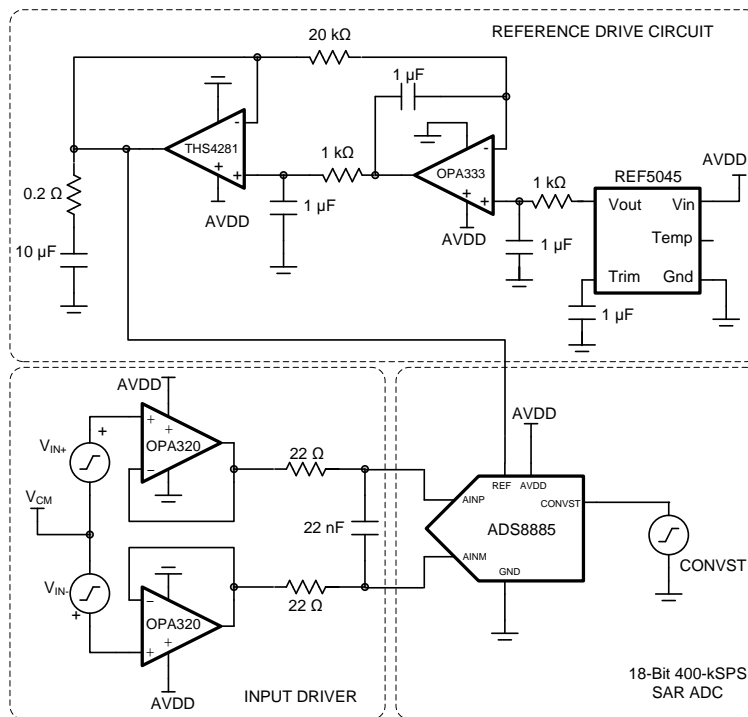 REFERENCE DRIVE CIRCUIT
20 kΩ
1 µF
THS4281
-
+
+
AVDD
1 kΩ
1 µF
OPA333
-
+
+
AVDD
1 kΩ
1 µF
REF5045
AVDD
Vout
Vin
Temp
Trim
Gnd
1 µF
0.2 Ω
10 µF
AVDD
VIN+
+
+
+
-
OPA320
22 Ω
VCM
22 nF
VIN-
+
-
+
+
OPA320
22 Ω
AVDD
INPUT DRIVER
AVDD
REF
AVDD
AINP
CONVST
ADS8885
AINM
GND
CONVST
18-Bit 400-kSPS
SAR ADC